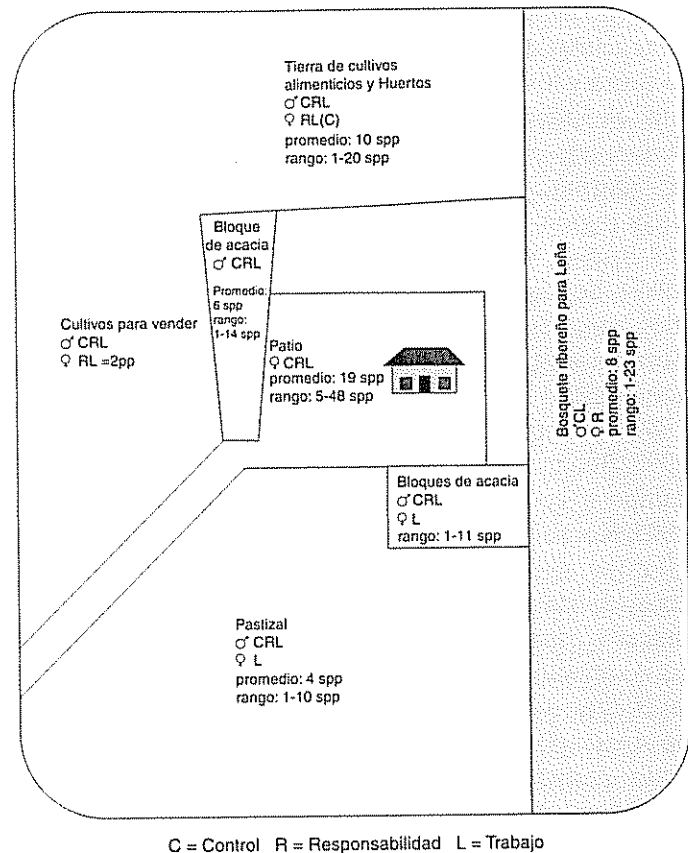 Tierra de cultivos
alimenticios y Huertos
♂ CRL
♀ RL(C)
promedio: 10 spp
rango: 1-20 spp
Bloque
de acacia
♂ CRL
Promedio:
6 spp
rango:
1-14 spp
Cultivos para vender
♂ CRL
♀ RL =2pp
Patio
♀ CRL
promedio: 19 spp
rango: 5-48 spp
Bosquete ribereño para Leña
♂CL
♀ R
promedio: 8 spp
rango: 1-23 spp
Bloques de acacia
♂ CRL
♀ L
rango: 1-11 spp
Pastizal
♂ CRL
♀ L
promedio: 4 spp
rango: 1-10 spp
C = Control R = Responsabilidad L = Trabajo